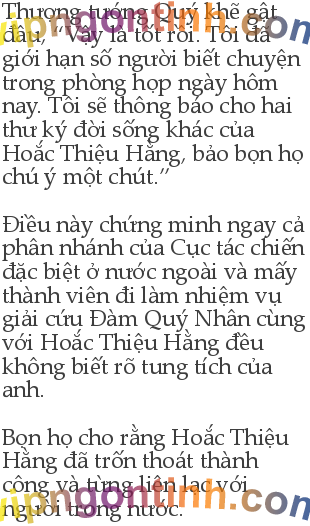 Thượng tướng Quý khẽ gật
đầu, “Vậy là tốt rồi. Tôi đã
giới hạn số người biết chuyện
trong phòng họp ngày hôm
nay. Tôi sẽ thông báo cho hai
thư ký đời sống khác của
Hoắc Thiệu Hằng, bảo bọn họ
chú ý một chút.”
Điều này chứng minh ngay cả
phân nhánh của Cục tác chiến
đặc biệt ở nước ngoài và mấy
thành viên đi làm nhiệm vụ
giải cứu Đàm Quý Nhân cùng
với Hoắc Thiệu Hằng đều
không biết rõ tung tích của
anh.
Bọn họ cho rằng Hoắc Thiệu
Hằng đã trốn thoát thành
công và từng liên lạc với
người trong nước.
vipngontinh.com
vipngontinh.com